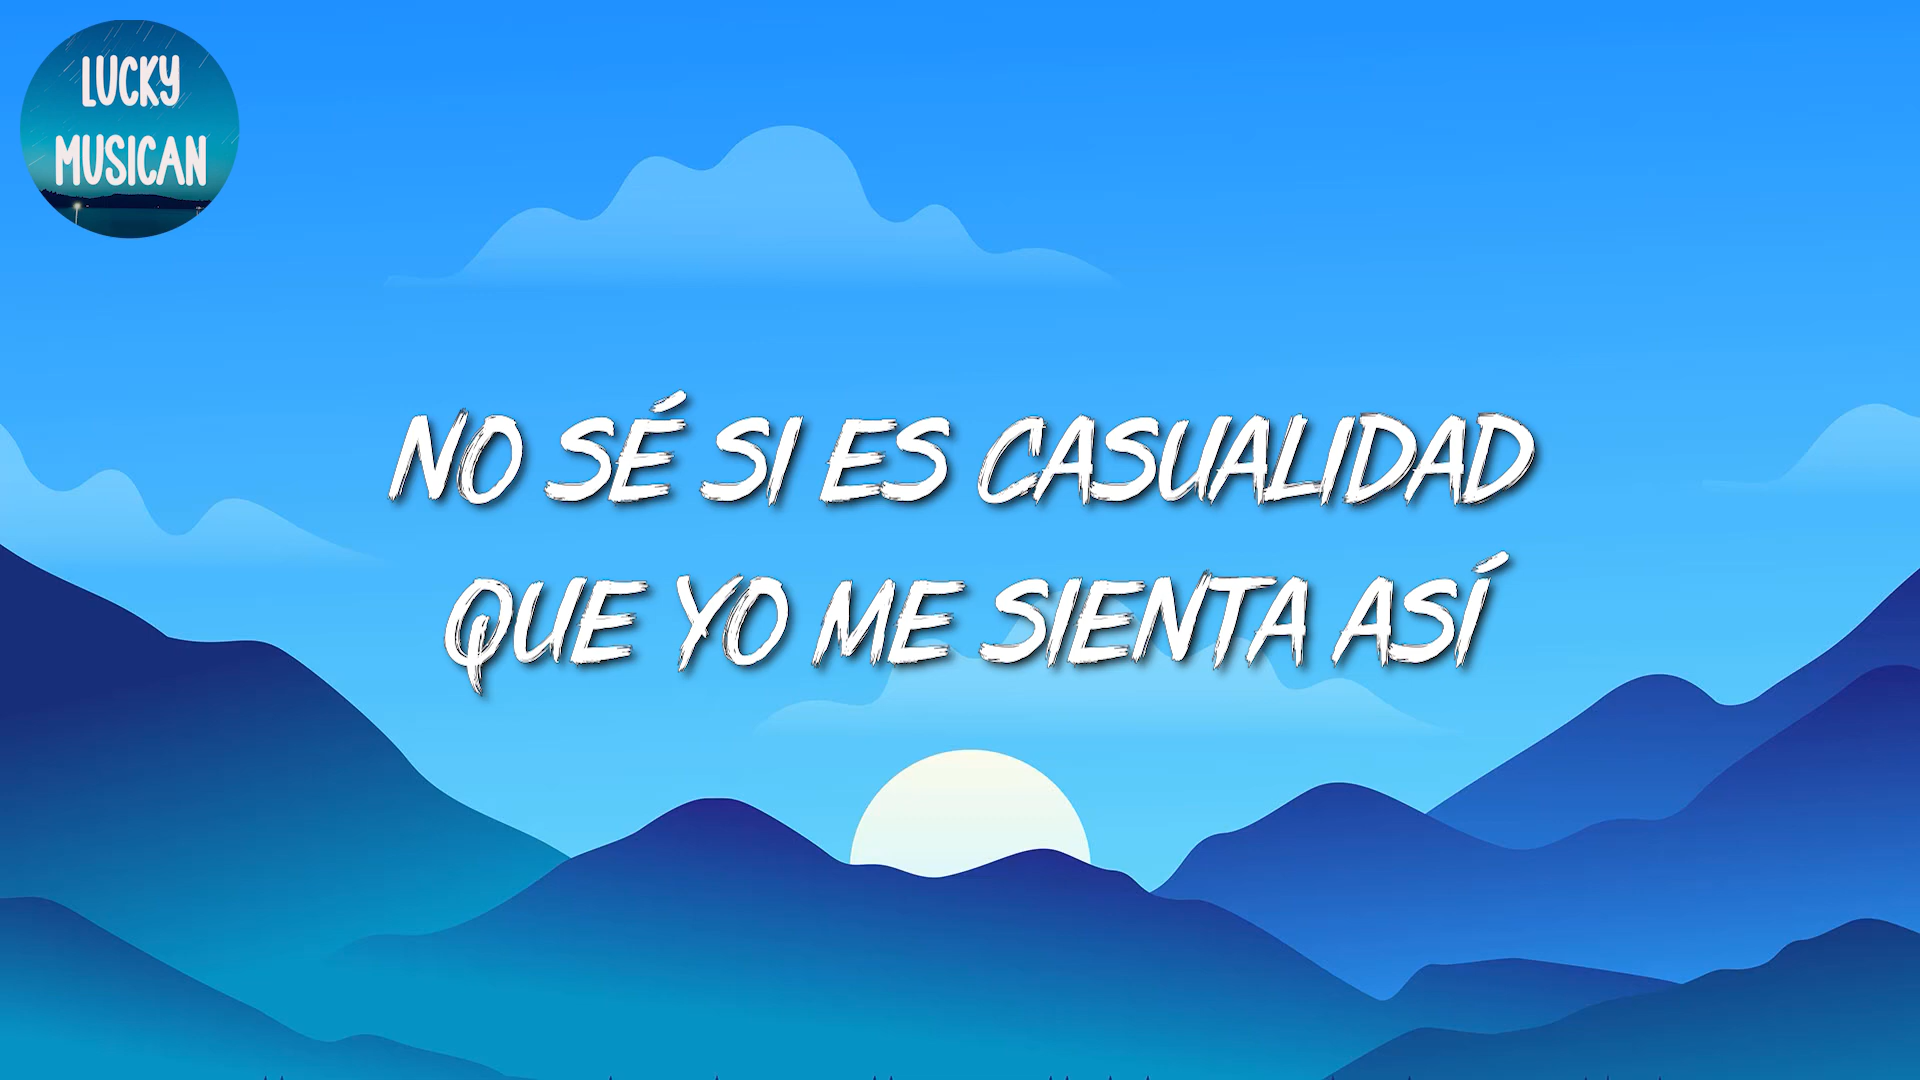 LUCKY
MUSICAN
NO SÉ SI ES CASUALIDAD
QUE YO ME SIENTA ASÍ